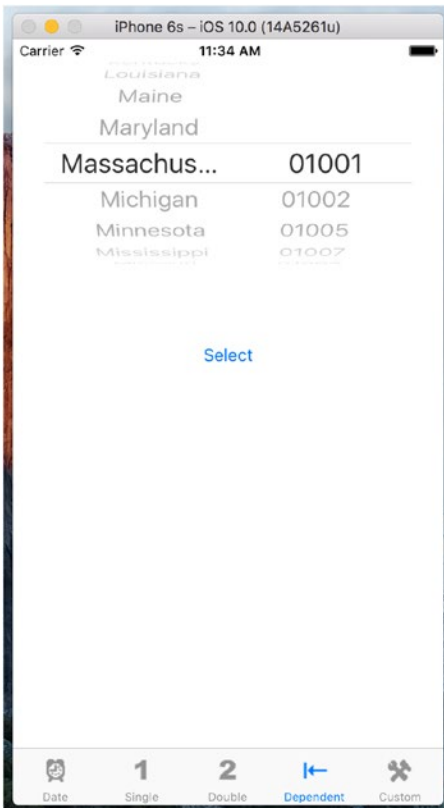 iPhone 6s – iOS 10.0 (14A5261u)
Carrier 11:34 AM
Louisiana
Maine
Maryland
Massachus... 01001
Michigan 01002
Minnesota 01005
Mississippi 01007
Select
1 2
Date Single Double Dependent Custom